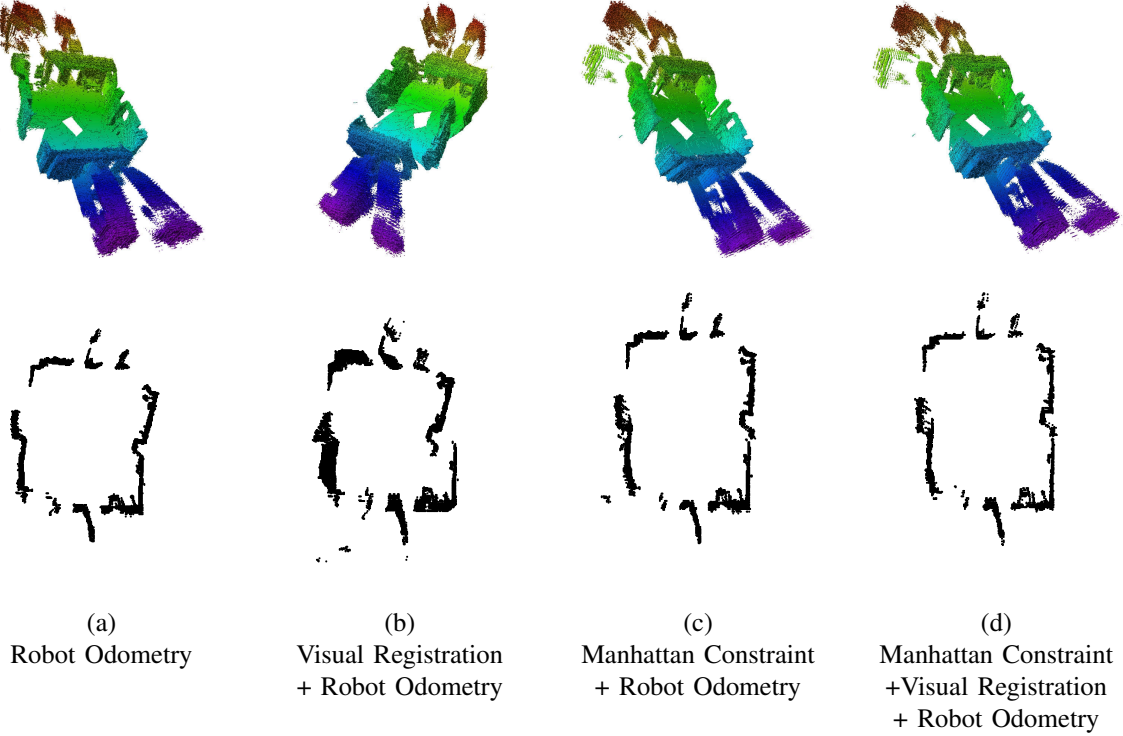 (a)
Robot Odometry
(b)
Visual Registration
+ Robot Odometry
(c)
Manhattan Constraint
+ Robot Odometry
(d)
Manhattan Constraint
+Visual Registration
+ Robot Odometry